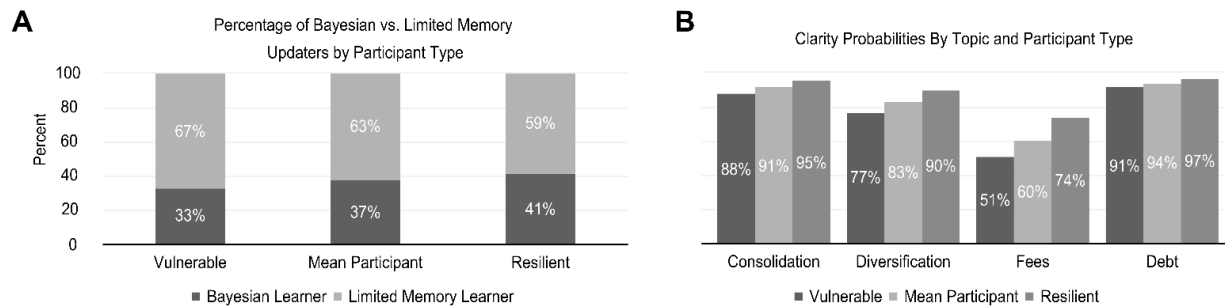 A
Percentage of Bayesian vs. Limited Memory
Updaters by Participant Type
Percent
100
80
60
40
20
0
67%
63%
59%
33%
37%
41%
Vulnerable
Mean Participant
Resilient
Bayesian Learner
Limited Memory Learner
B
Clarity Probabilities By Topic and Participant Type
88%
91%
95%
77%
83%
90%
51%
60%
74%
91%
94%
97%
Consolidation
Diversification
Fees
Debt
Vulnerable
Mean Participant
Resilient